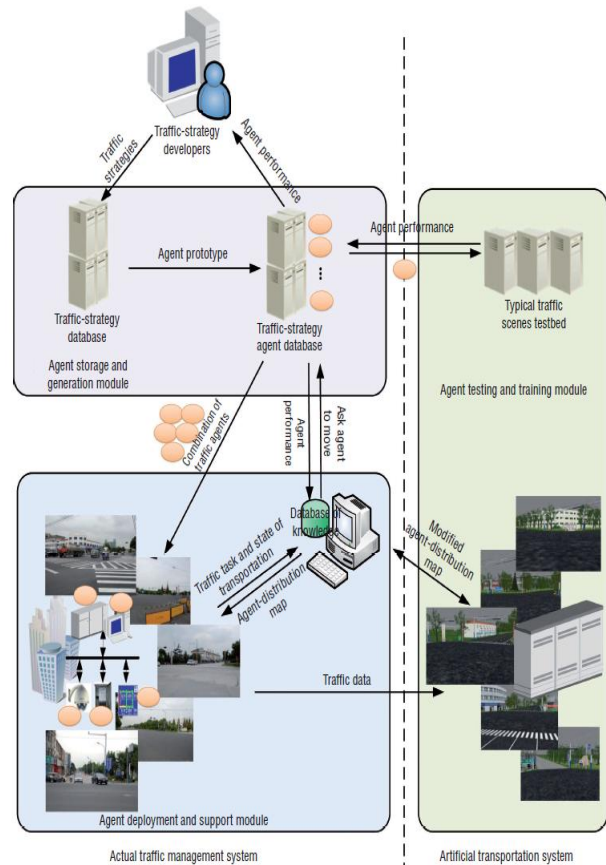 Traffic-strategy
developers
Traffic
strategies
Agent performance
Agent performance
Agent prototype
Traffic-strategy
database
Traffic-strategy
agent database
Typical traffic
scenes testbed
Agent storage and
generation module
Agent testing and training module
Combination of
traffic agents
Agent
performance
Ask agent
to move
Database of
knowledge
Traffic task and state of
transportation
Agent-distribution
map
Modified
agent-distribution
map
Traffic data
Agent deployment and support module
Actual traffic management system
Artificial transportation system